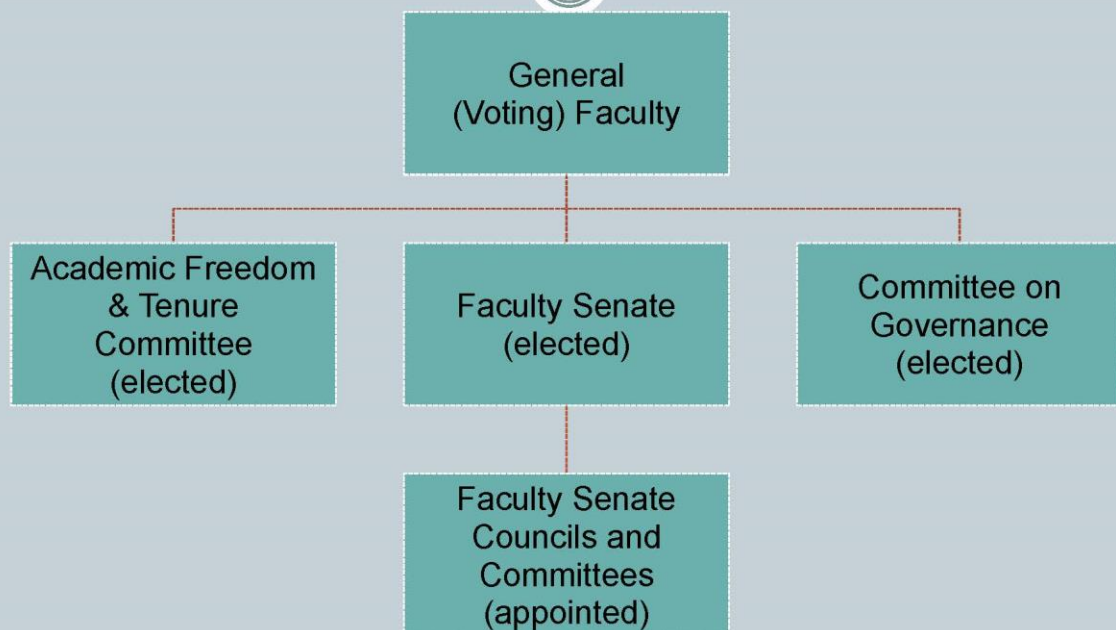 General
(Voting) Faculty
Academic Freedom
& Tenure
Committee
(elected)
Faculty Senate
(elected)
Committee on
Governance
(elected)
Faculty Senate
Councils and
Committees
(appointed)